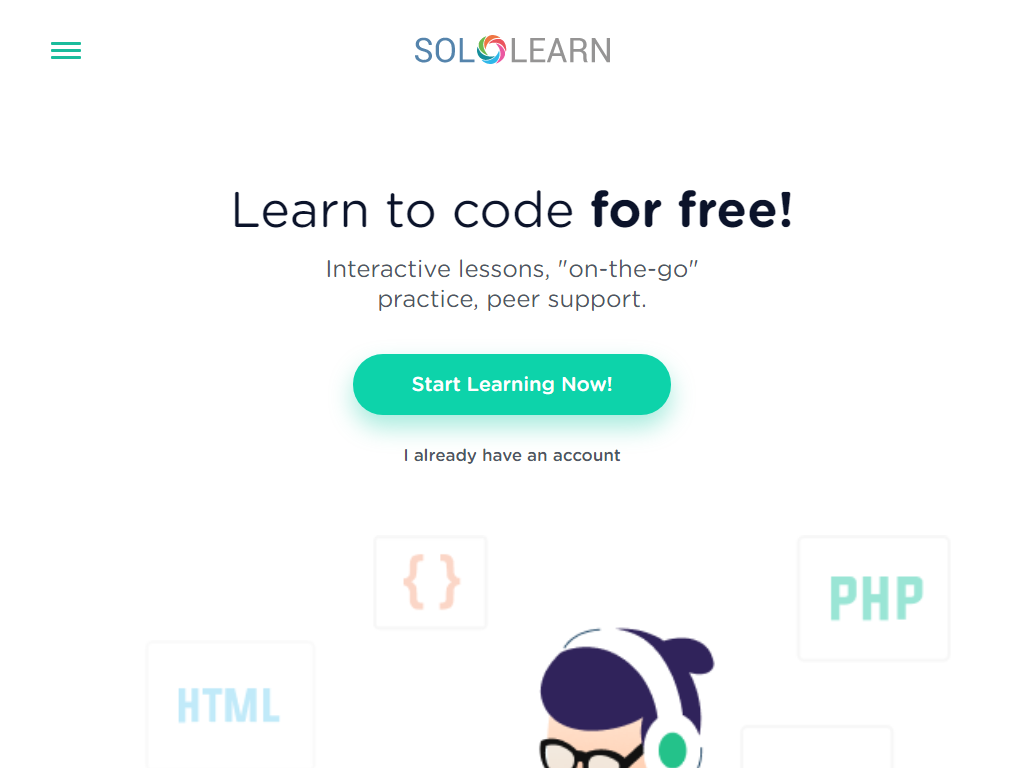 SOLOLEARN
Learn to code for free!
Interactive lessons, "on-the-go"
practice, peer support.
Start Learning Now!
I already have an account
{ }
PHP
HTML